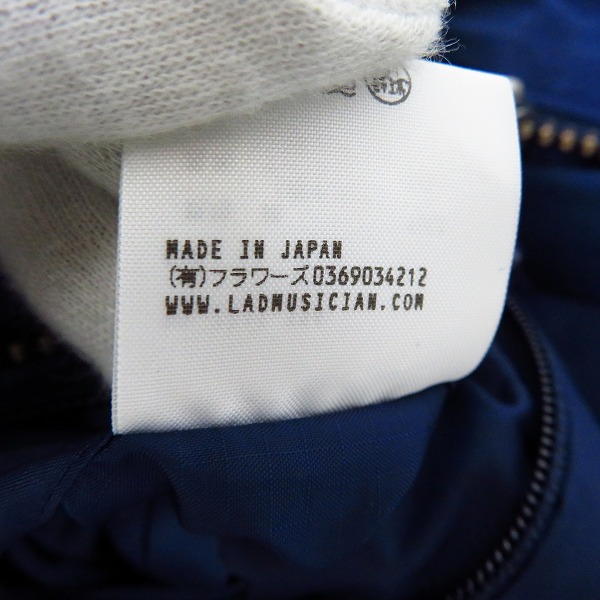 MADE IN JAPAN
(有)フラワーズ0369034212
WWW.LADMUSICIAN.COM